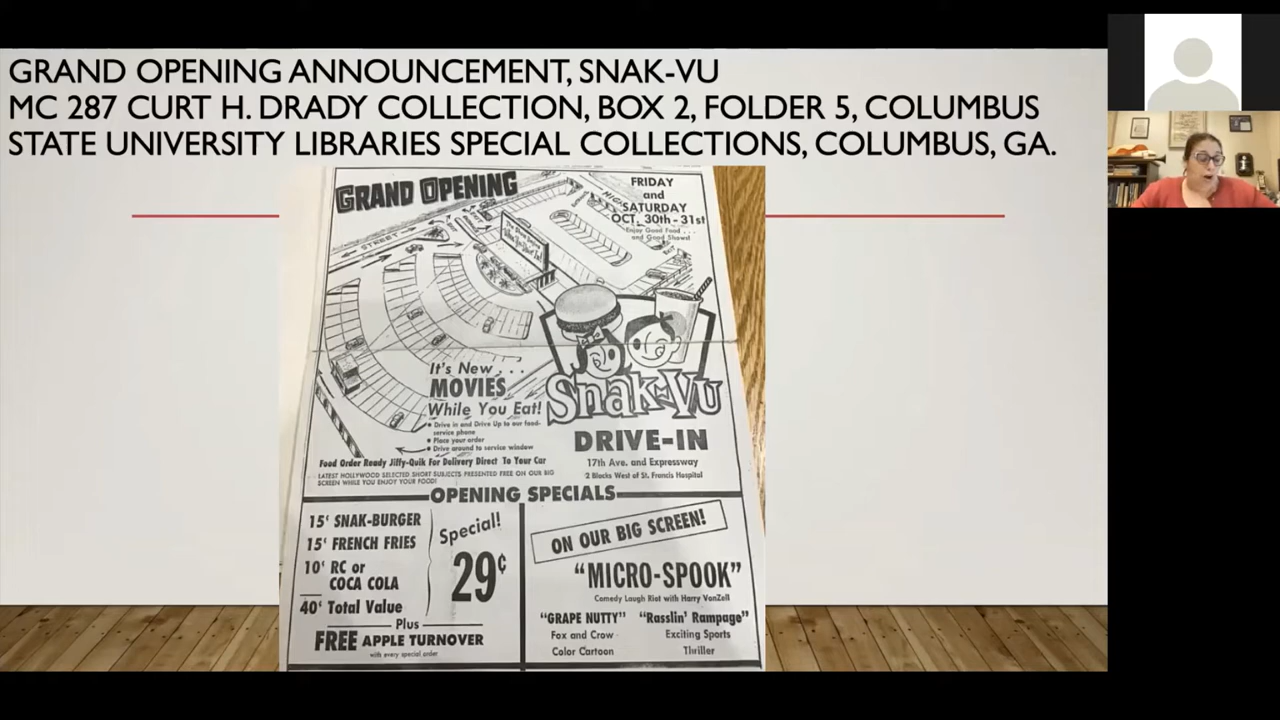 GRAND OPENING ANNOUNCEMENT, SNAK-VU
MC 287 CURT H. DRADY COLLECTION, BOX 2, FOLDER 5, COLUMBUS
STATE UNIVERSITY LIBRARIES SPECIAL COLLECTIONS, COLUMBUS, GA.
GRAND OPENING
FRIDAY
and
SATURDAY
OCT. 30th - 31st
Enjoy Good Food . . .
and Good Shows!
STREET
It's New . . .
MOVIES
While You Eat!
• Drive in and Drive Up to our food-
service phone
• Place your order
• Drive around to service window
Food Order Ready Jiffy-Quik For Delivery Direct To Your Car
LATEST HOLLYWOOD SELECTED SHORT SUBJECTS PRESENTED FREE ON OUR BIG
SCREEN WHILE YOU ENJOY YOUR FOOD!
Snak-Vu
DRIVE-IN
17th Ave. and Expressway
2 Blocks West of St. Francis Hospital
OPENING SPECIALS
15¢ SNAK-BURGER
15¢ FRENCH FRIES
10¢ RC or
COCA COLA
40¢ Total Value
Special!
29¢
Plus
FREE APPLE TURNOVER
with every special order
ON OUR BIG SCREEN!
"MICRO-SPOOK"
Comedy Laugh Riot with Harry VonZell
"GRAPE NUTTY"
Fox and Crow
Color Cartoon
"Rasslin' Rampage"
Exciting Sports
Thriller